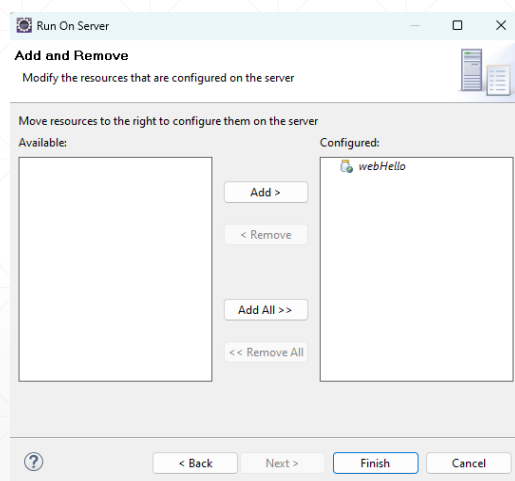 Run On Server
Add and Remove
Modify the resources that are configured on the server
Move resources to the right to configure them on the server
Available:
Configured:
webHello
Add >
< Remove
Add All >>
<< Remove All
?
< Back
Next >
Finish
Cancel